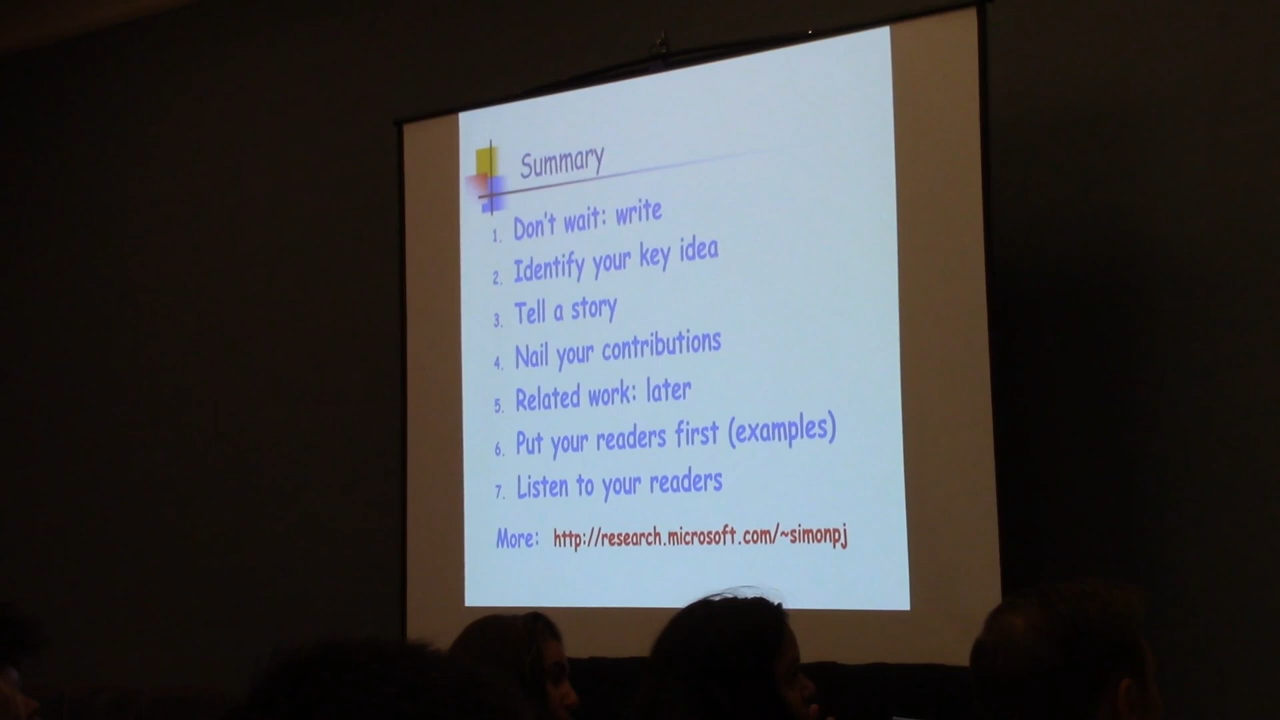 Summary
1. Don't wait: write
2. Identify your key idea
3. Tell a story
4. Nail your contributions
5. Related work: later
6. Put your readers first (examples)
7. Listen to your readers
More: http://research.microsoft.com/~simonpj